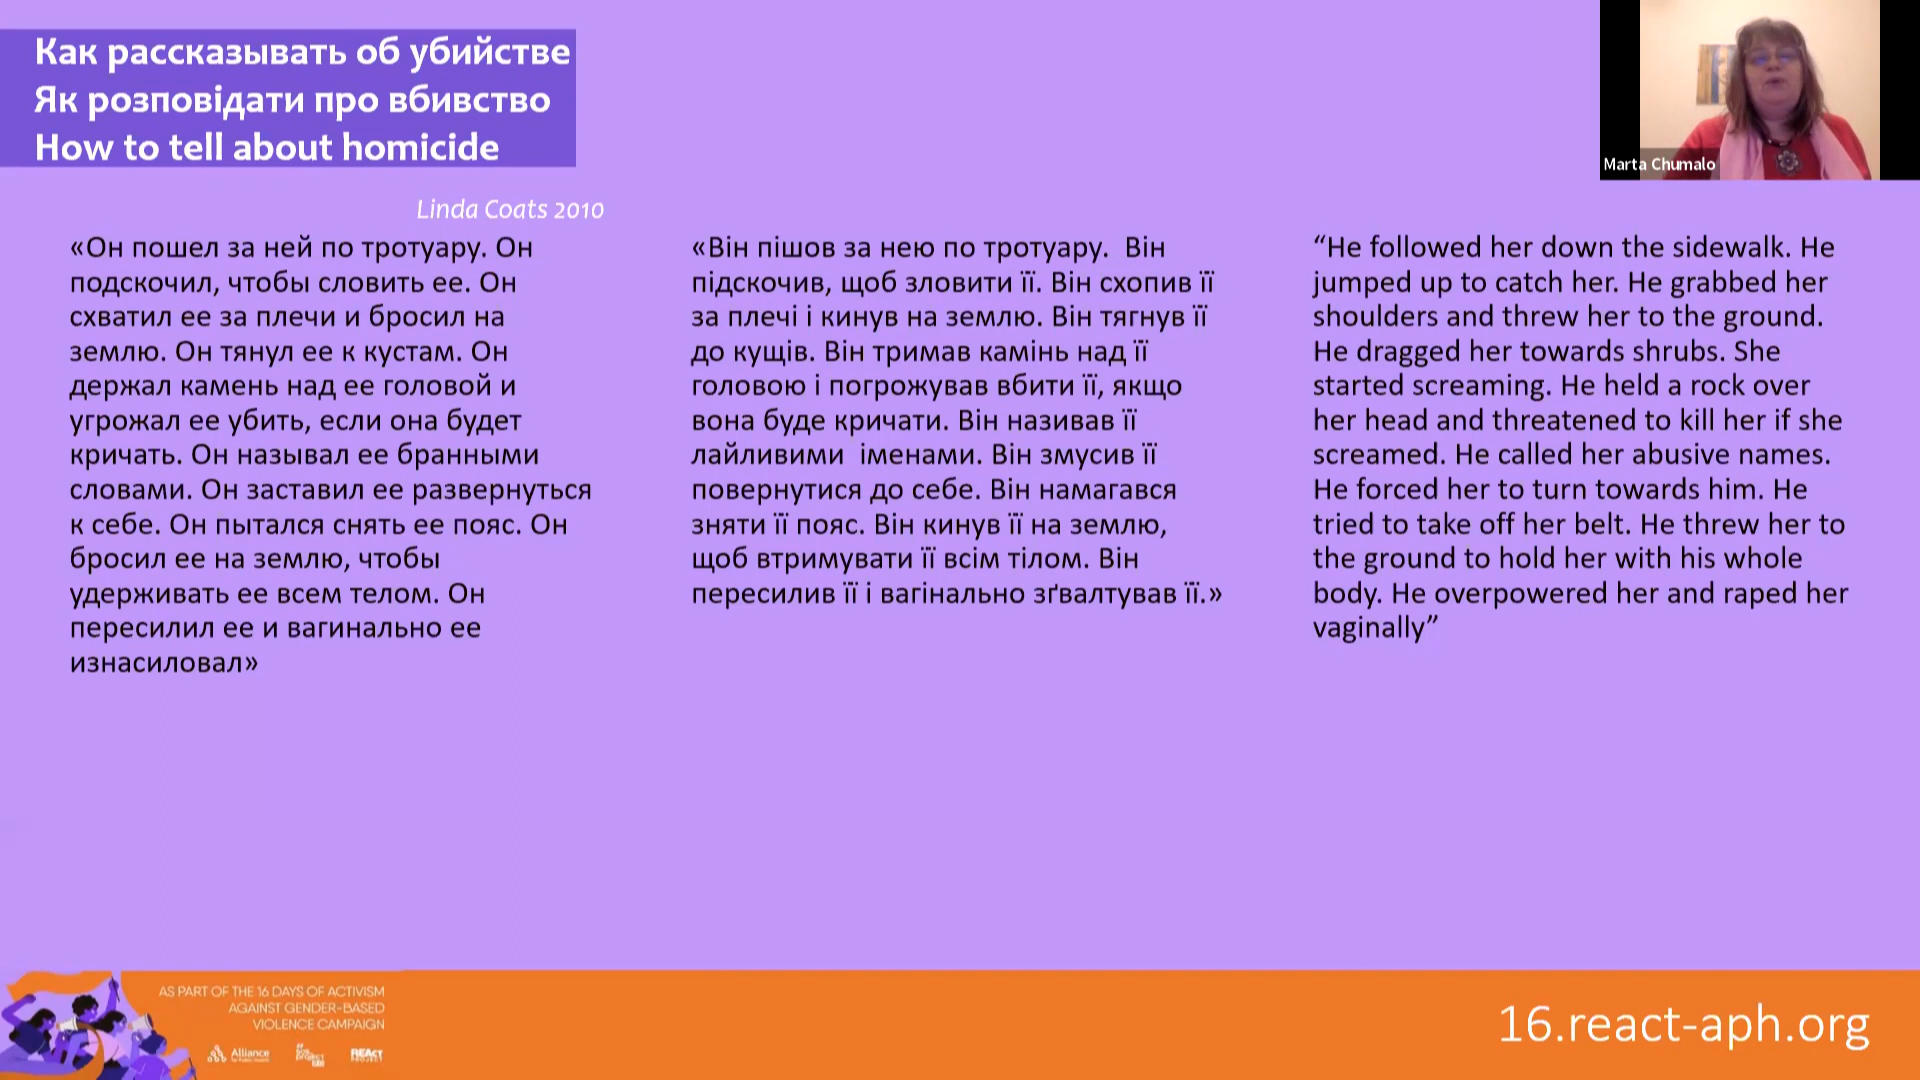 Как рассказывать об убийстве
Як розповідати про вбивство
How to tell about homicide
Marta Chumalo
Linda Coats 2010
«Он пошел за ней по тротуару. Он
подскочил, чтобы словить ее. Он
схватил ее за плечи и бросил на
землю. Он тянул ее к кустам. Он
держал камень над ее головой и
угрожал ее убить, если она будет
кричать. Он называл ее бранными
словами. Он заставил ее развернуться
к себе. Он пытался снять ее пояс. Он
бросил ее на землю, чтобы
удерживать ее всем телом. Он
пересилил ее и вагинально ее
изнасиловал»
«Він пішов за нею по тротуару.  Він
підскочив, щоб зловити її. Він схопив її
за плечі і кинув на землю. Він тягнув її
до кущів. Він тримав камінь над її
головою і погрожував вбити її, якщо
вона буде кричати. Він називав її
лайливими  іменами. Він змусив її
повернутися до себе. Він намагався
зняти її пояс. Він кинув її на землю,
щоб втримувати її всім тілом. Він
пересилив її і вагінально зґвалтував її.»
“He followed her down the sidewalk. He
jumped up to catch her. He grabbed her
shoulders and threw her to the ground.
He dragged her towards shrubs. She
started screaming. He held a rock over
her head and threatened to kill her if she
screamed. He called her abusive names.
He forced her to turn towards him. He
tried to take off her belt. He threw her to
the ground to hold her with his whole
body. He overpowered her and raped her
vaginally”
AS PART OF THE 16 DAYS OF ACTIVISM
AGAINST GENDER-BASED
VIOLENCE CAMPAIGN
Alliance
REAct
16.react-aph.org